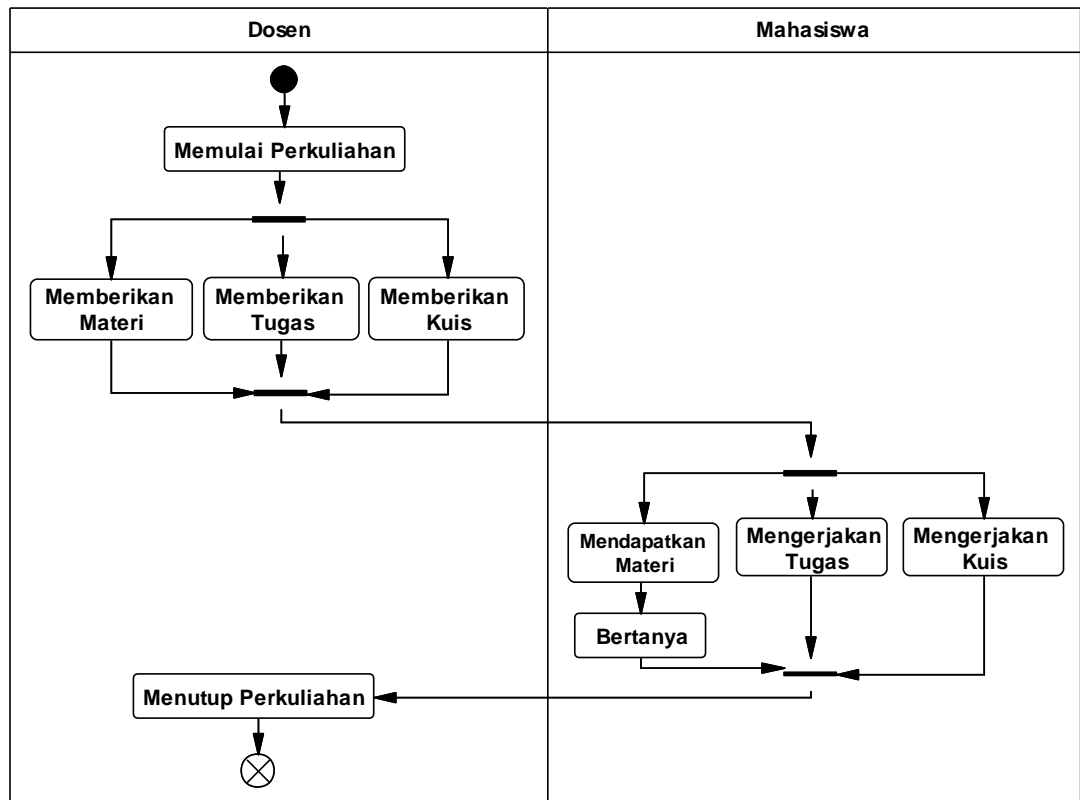 Dosen
Mahasiswa
Memulai Perkuliahan
Memberikan
Materi
Memberikan
Tugas
Memberikan
Kuis
Mendapatkan
Materi
Mengerjakan
Tugas
Mengerjakan
Kuis
Bertanya
Menutup Perkuliahan